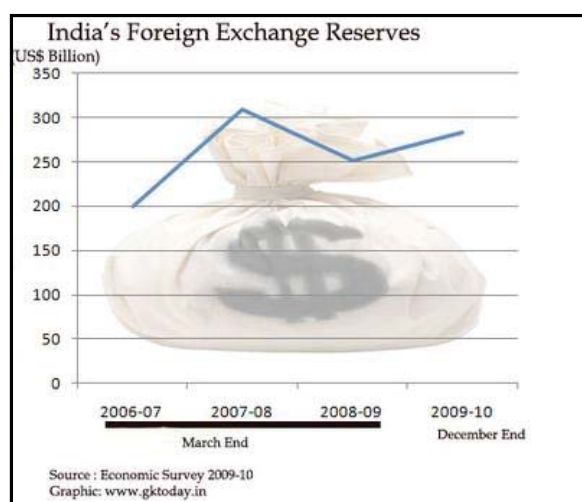 India's Foreign Exchange Reserves
(US$ Billion)
350
300
250
200
150
100
50
0
$
2006-07 2007-08 2008-09 2009-10
March End
December End
Source : Economic Survey 2009-10
Graphic: www.gktoday.in